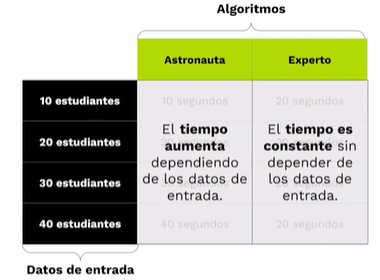 Algoritmos
Astronauta Experto
10 estudiantes 10 segundos 20 segundos
20 estudiantes
30 estudiantes
40 estudiantes 40 segundos 20 segundos
El tiempo
aumenta
dependiendo
de los datos de
entrada.
El tiempo es
constante sin
depender de
los datos de
entrada.
Datos de entrada